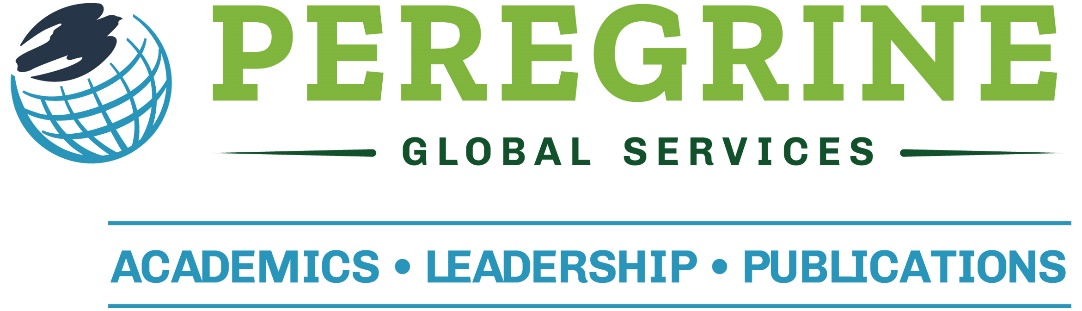 PEREGRINE
GLOBAL SERVICES
ACADEMICS • LEADERSHIP • PUBLICATIONS